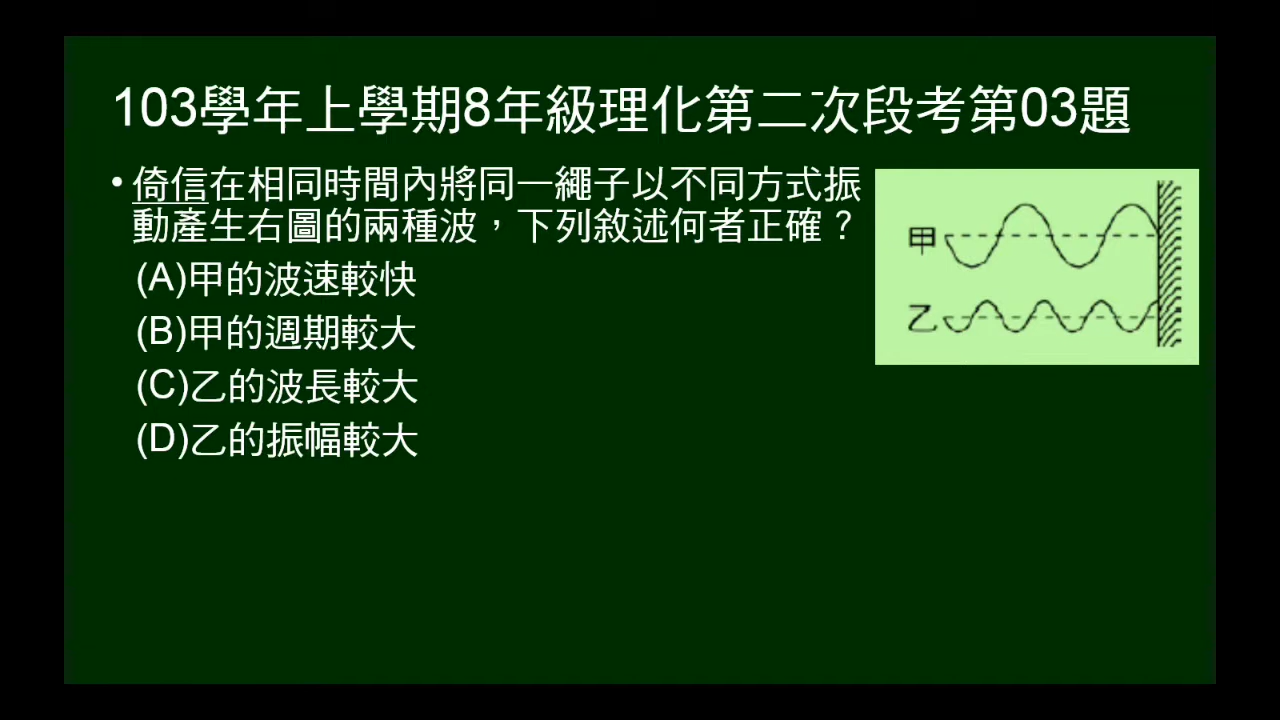 103學年上學期8年級理化第二次段考第03題
•倚信在相同時間內將同一繩子以不同方式振
動產生右圖的兩種波，下列敘述何者正確？
(A)甲的波速較快
(B)甲的週期較大
(C)乙的波長較大
(D)乙的振幅較大
甲
乙